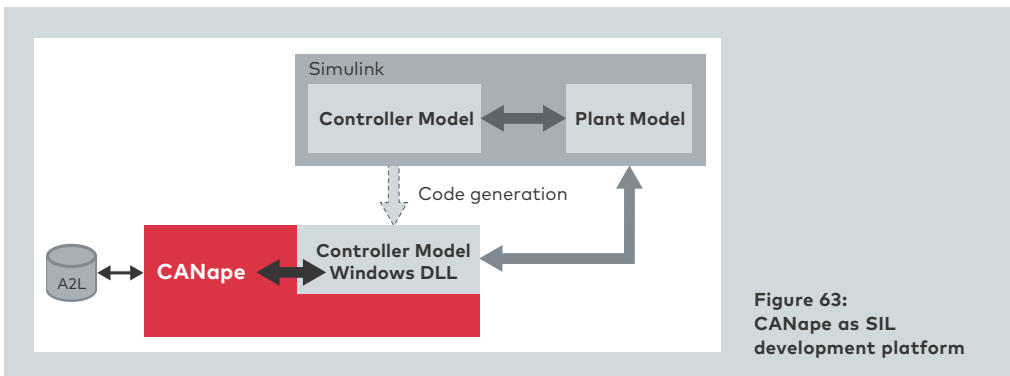 Simulink
Controller Model
Plant Model
Code generation
A2L
CANape
Controller Model
Windows DLL
Figure 63:
CANape as SIL
development platform